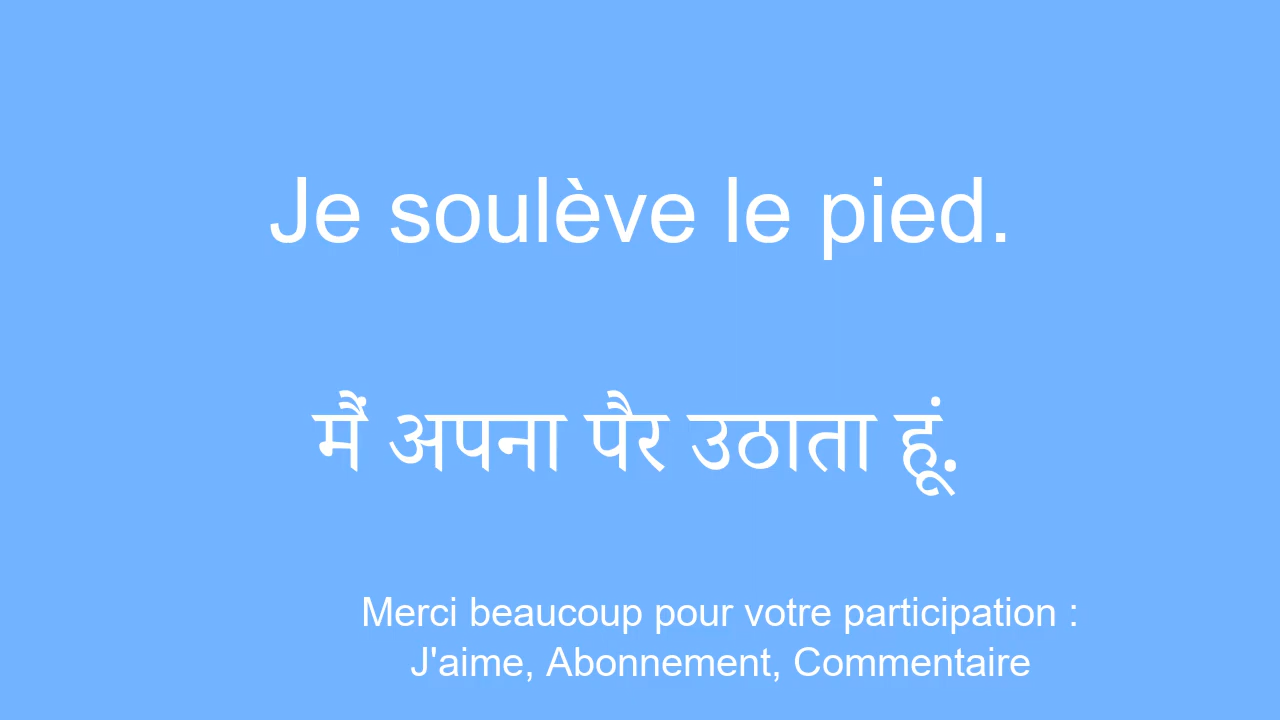 Je soulève le pied.
मैं अपना पैर उठाता हूं.
Merci beaucoup pour votre participation :
J'aime, Abonnement, Commentaire